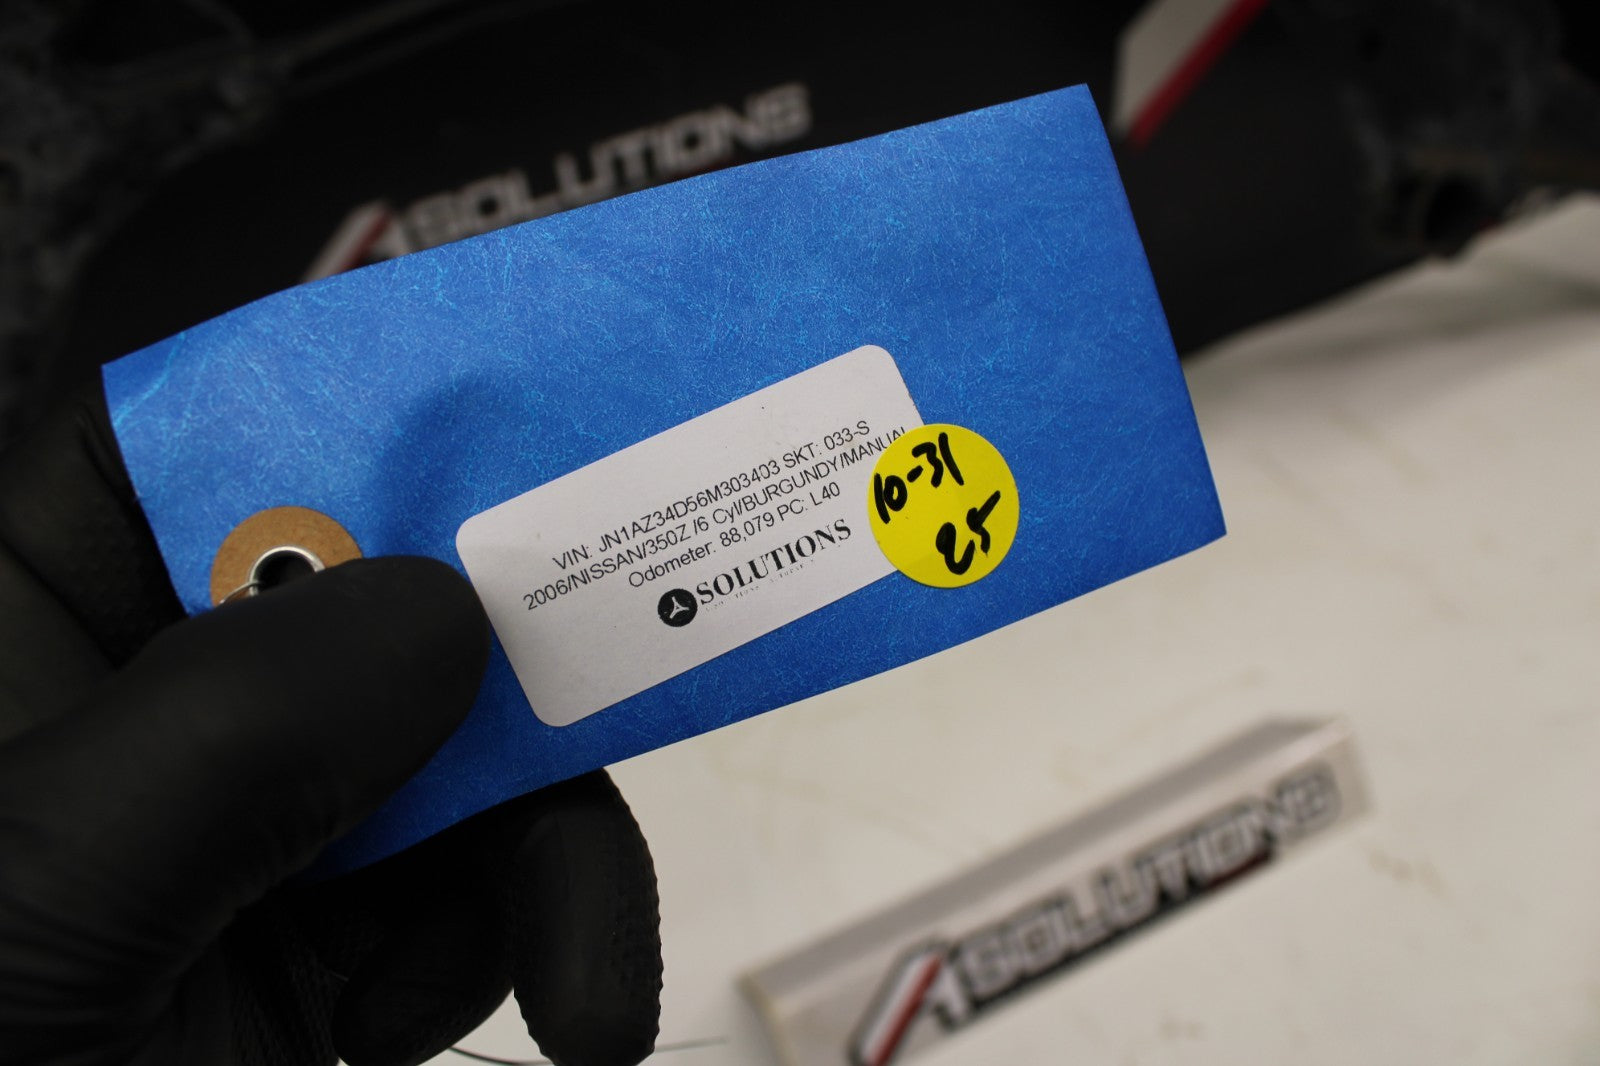 SOLUTIONS
VIN: JN1AZ34D56M303403 SKT: 033-S
2006/NISSAN/350Z /6 Cyl/BURGUNDY/MANUAL
Odometer: 88,079 PC: L40
SOLUTIONS
10-31
25
SOLUTIONS